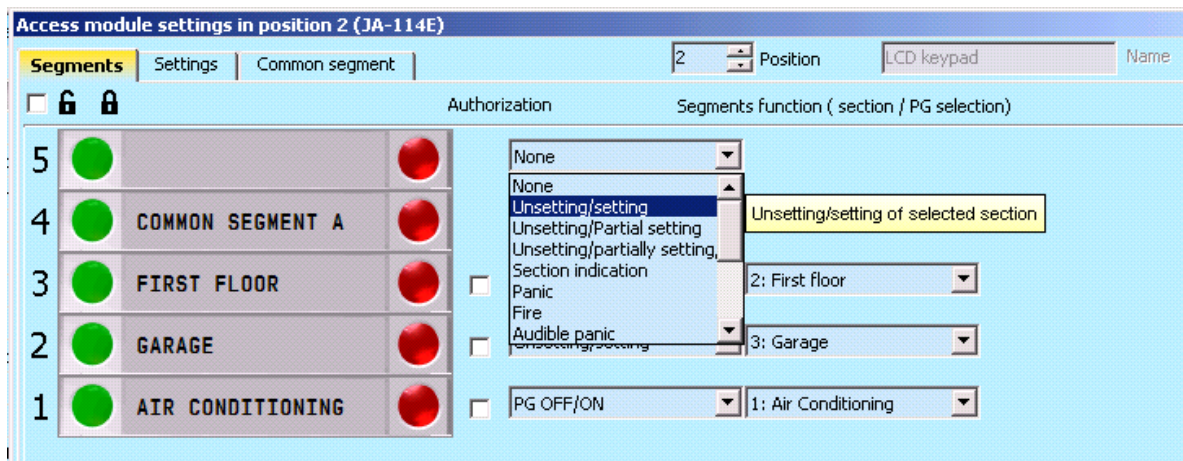 Access module settings in position 2 (JA-114E)
Segments Settings Common segment 2 Position LCD keypad Name
Authorization Segments function ( section / PG selection)
5 None
None
Unsetting/setting Unsetting/setting of selected section
4 COMMON SEGMENT A Unsetting/Partial setting
Unsetting/partially setting,
Section indication
3 FIRST FLOOR 2: First floor
Panic
Fire
Audible panic
2 GARAGE Unsetting/setting 3: Garage
1 AIR CONDITIONING PG OFF/ON 1: Air Conditioning